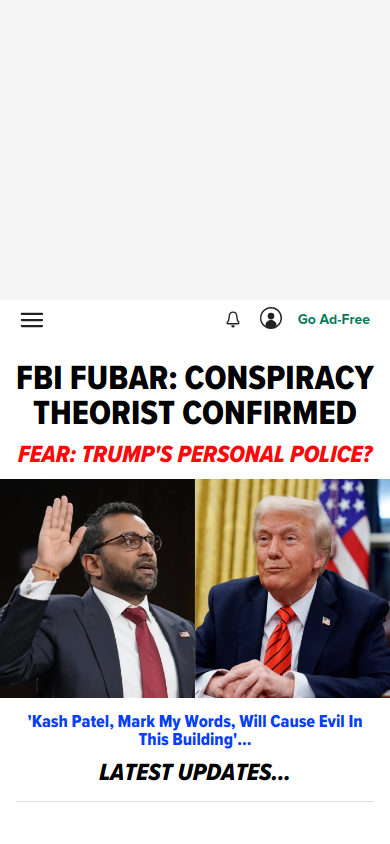 Go Ad-Free
FBI FUBAR: CONSPIRACY
THEORIST CONFIRMED
FEAR: TRUMP'S PERSONAL POLICE?
'Kash Patel, Mark My Words, Will Cause Evil In
This Building'...
LATEST UPDATES...